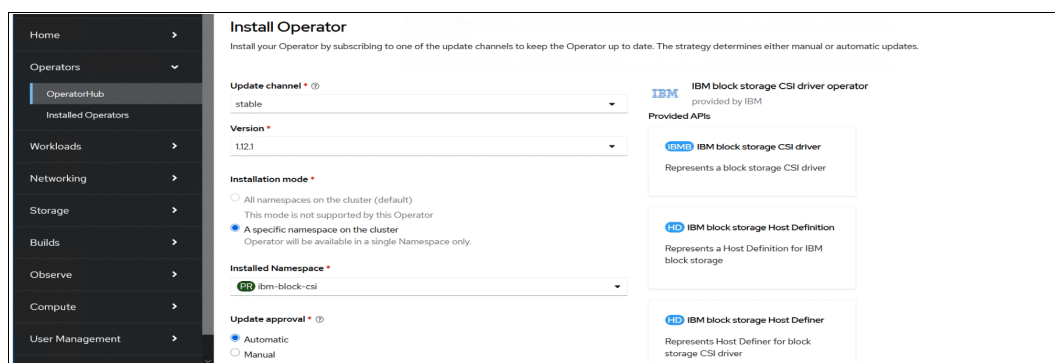 Home
Operators
OperatorHub
Installed Operators
Workloads
Networking
Storage
Builds
Observe
Compute
User Management
Install Operator
Install your Operator by subscribing to one of the update channels to keep the Operator up to date. The strategy determines either manual or automatic updates.
Update channel *
stable
Version *
1.12.1
Installation mode *
All namespaces on the cluster (default)
This mode is not supported by this Operator
A specific namespace on the cluster
Operator will be available in a single Namespace only.
Installed Namespace *
PR ibm-block-csi
Update approval *
Automatic
Manual
IBM
IBM block storage CSI driver operator
provided by IBM
Provided APIs
IBMB IBM block storage CSI driver
Represents a block storage CSI driver
HD IBM block storage Host Definition
Represents a Host Definition for IBM
block storage
HD IBM block storage Host Definer
Represents Host Definer for block
storage CSI driver